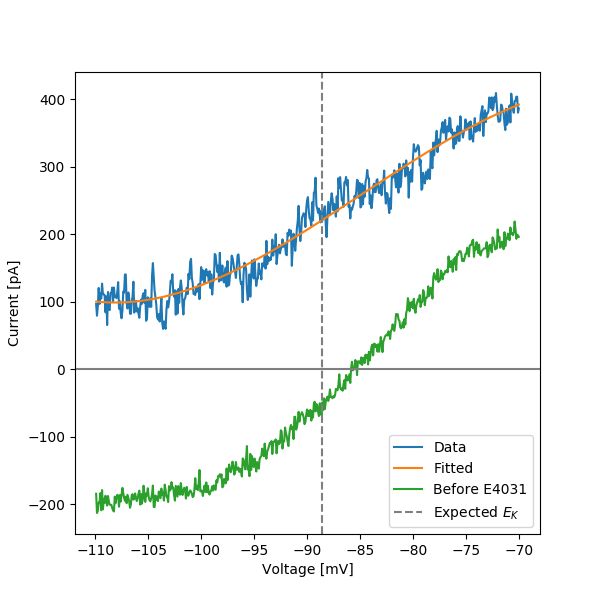 400
300
200
100
0
−100
−200
Current [pA]
−110 −105 −100 −95 −90 −85 −80 −75 −70
Voltage [mV]
Data
Fitted
Before E4031
Expected E_K